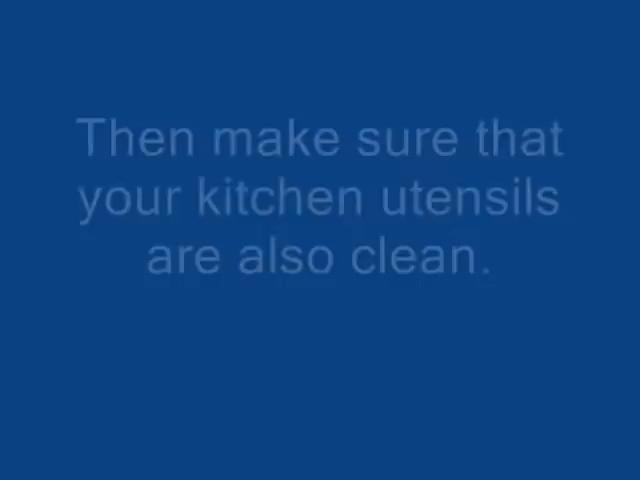 Then make sure that
your kitchen utensils
are also clean.